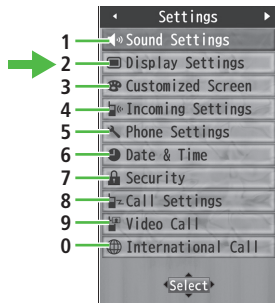 Settings
1 Sound Settings
2 Display Settings
3 Customized Screen
4 Incoming Settings
5 Phone Settings
6 Date & Time
7 Security
8 Call Settings
9 Video Call
0 International Call
Select